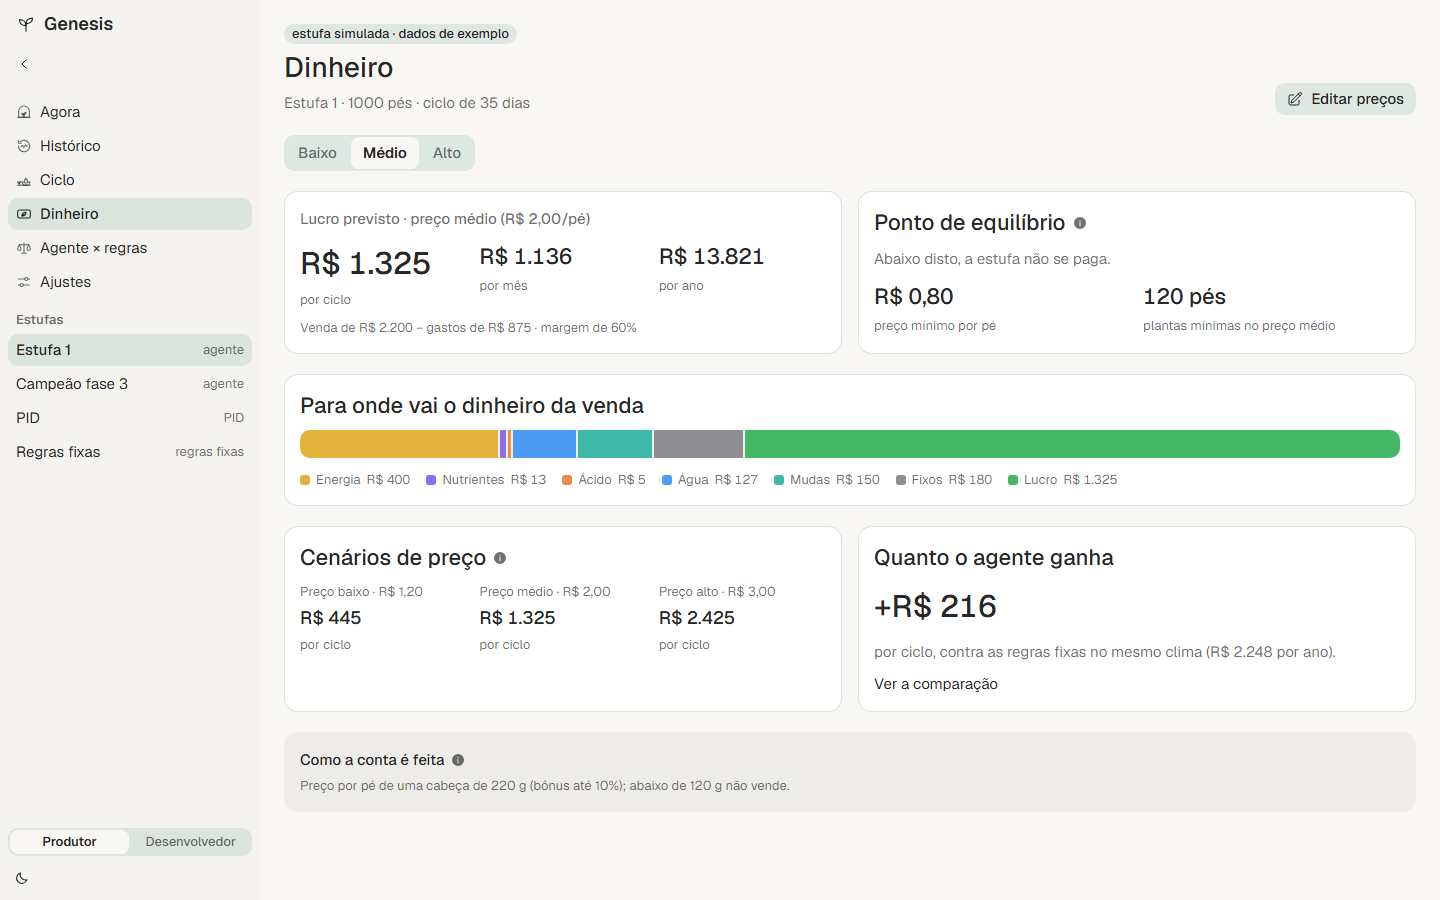 Genesis
Agora
Histórico
Ciclo
Dinheiro
Agente × regras
Ajustes
Estufas
Estufa 1 agente
Campeão fase 3 agente
PID PID
Regras fixas regras fixas
Produtor Desenvolvedor
estufa simulada · dados de exemplo
Dinheiro
Estufa 1 · 1000 pés · ciclo de 35 dias
Editar preços
Baixo Médio Alto
Lucro previsto · preço médio (R$ 2,00/pé)
R$ 1.325 R$ 1.136 R$ 13.821
por ciclo por mês por ano
Venda de R$ 2.200 − gastos de R$ 875 · margem de 60%
Ponto de equilíbrio
Abaixo disto, a estufa não se paga.
R$ 0,80 120 pés
preço mínimo por pé plantas mínimas no preço médio
Para onde vai o dinheiro da venda
Energia R$ 400 Nutrientes R$ 13 Ácido R$ 5 Água R$ 127 Mudas R$ 150 Fixos R$ 180 Lucro R$ 1.325
Cenários de preço
Preço baixo · R$ 1,20 Preço médio · R$ 2,00 Preço alto · R$ 3,00
R$ 445 R$ 1.325 R$ 2.425
por ciclo por ciclo por ciclo
Quanto o agente ganha
+R$ 216
por ciclo, contra as regras fixas no mesmo clima (R$ 2.248 por ano).
Ver a comparação
Como a conta é feita
Preço por pé de uma cabeça de 220 g (bônus até 10%); abaixo de 120 g não vende.